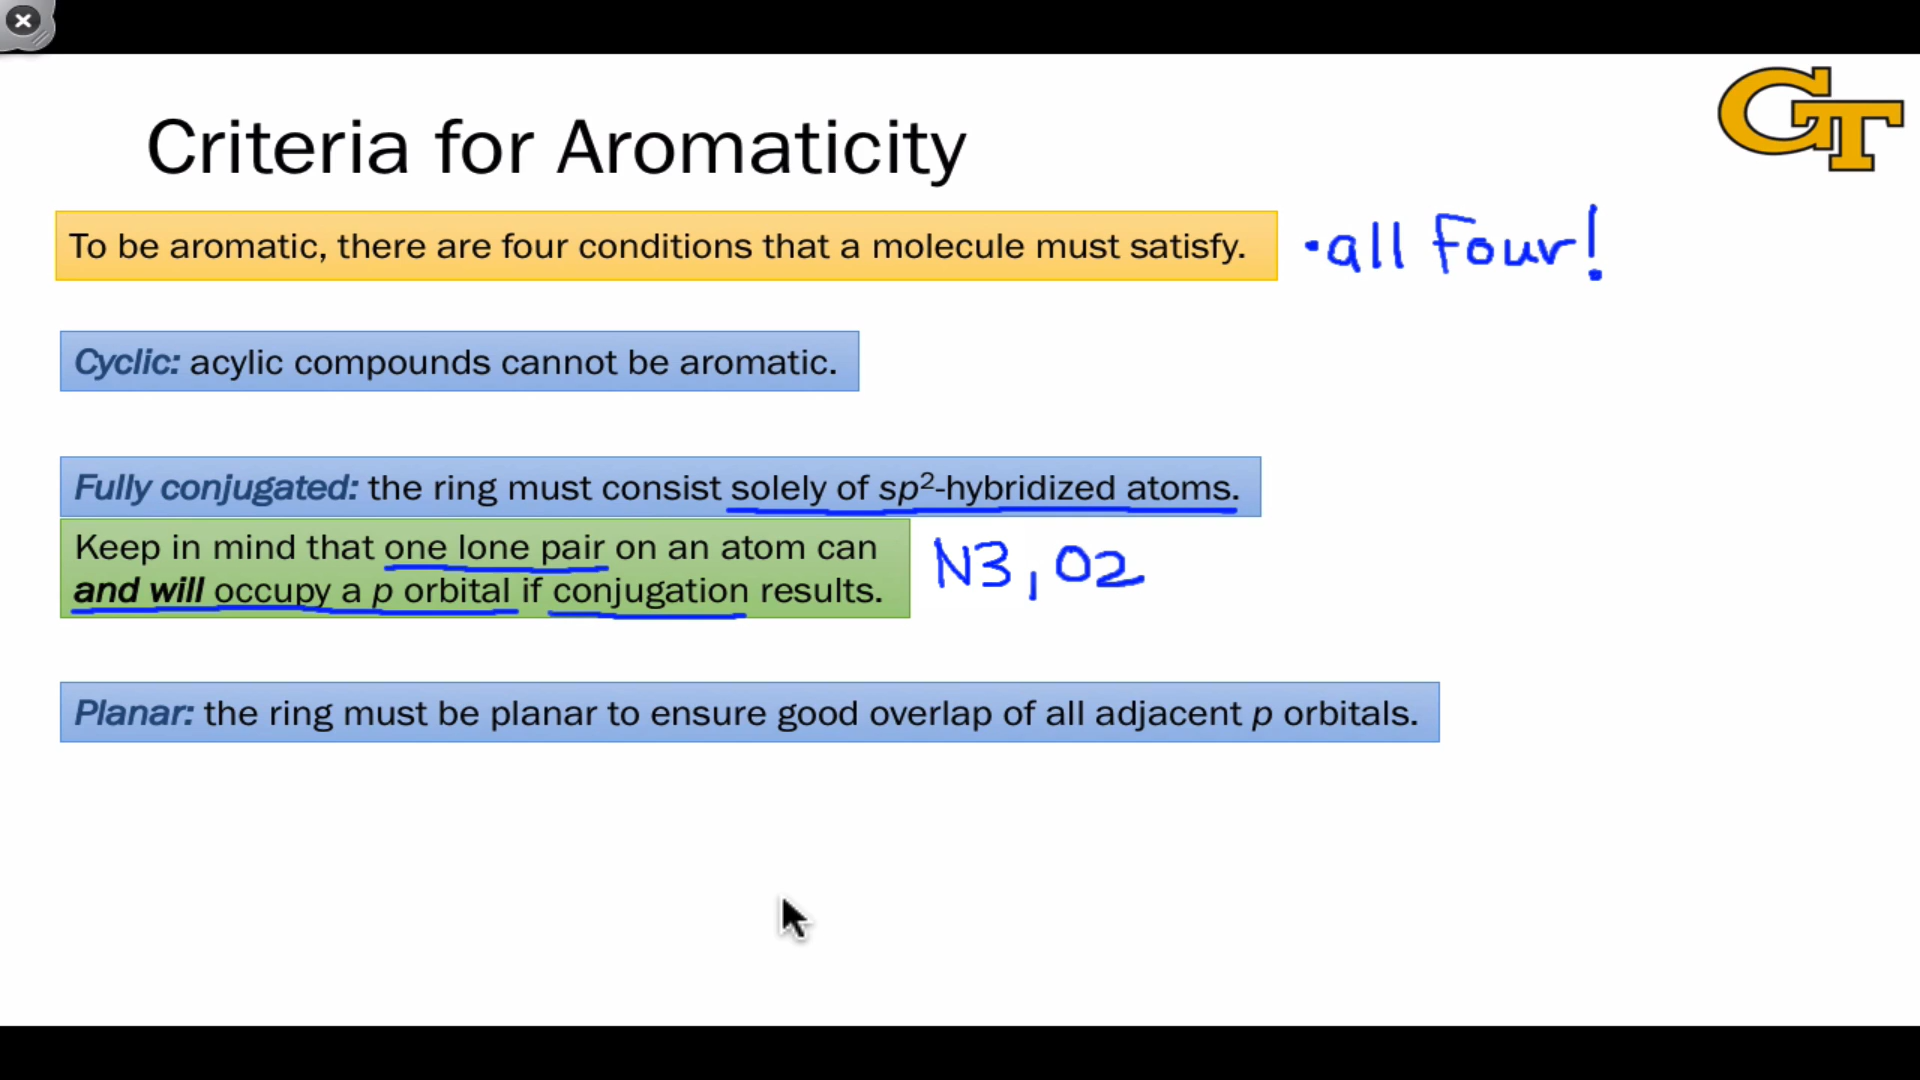 GT
Criteria for Aromaticity
To be aromatic, there are four conditions that a molecule must satisfy.
•all Four!
Cyclic: acylic compounds cannot be aromatic.
Fully conjugated: the ring must consist solely of sp²-hybridized atoms.
Keep in mind that one lone pair on an atom can
and will occupy a p orbital if conjugation results.
N3, O2
Planar: the ring must be planar to ensure good overlap of all adjacent p orbitals.